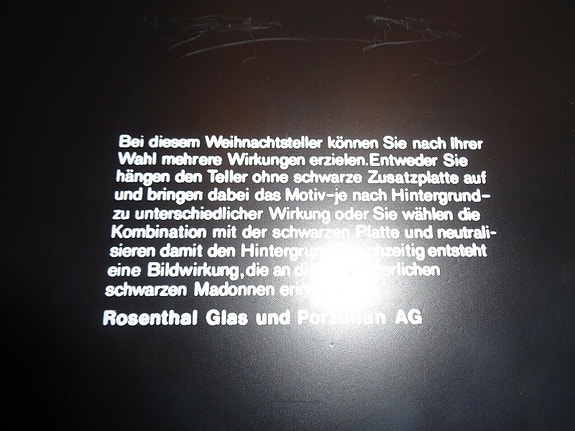 Bei diesem Weihnachtsteller können Sie nach Ihrer
Wahl mehrere Wirkungen erzielen. Entweder Sie
hängen den Teller ohne schwarze Zusatzplatte auf
und bringen dabei das Motiv-je nach Hintergrund-
zu unterschiedlicher Wirkung oder Sie wählen die
Kombination mit der schwarzen Platte und neutrali-
sieren damit den entsteht
eine Bildwirkung, die an
schwarzen Madonnen
Rosenthal Glas und Porzellan AG